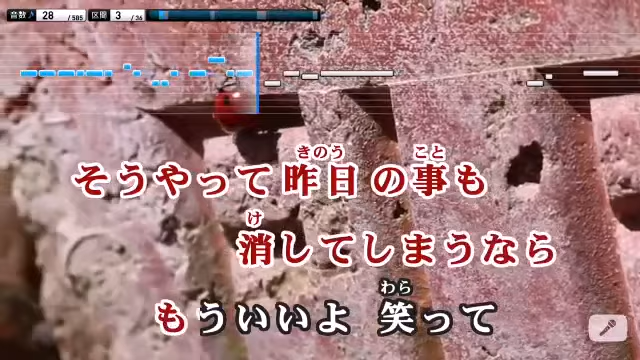 音数 28 /585 区間 3 /36
きのう こと
そうやって 昨日 の事も
け
消してしまうなら
わら
もういいよ 笑って